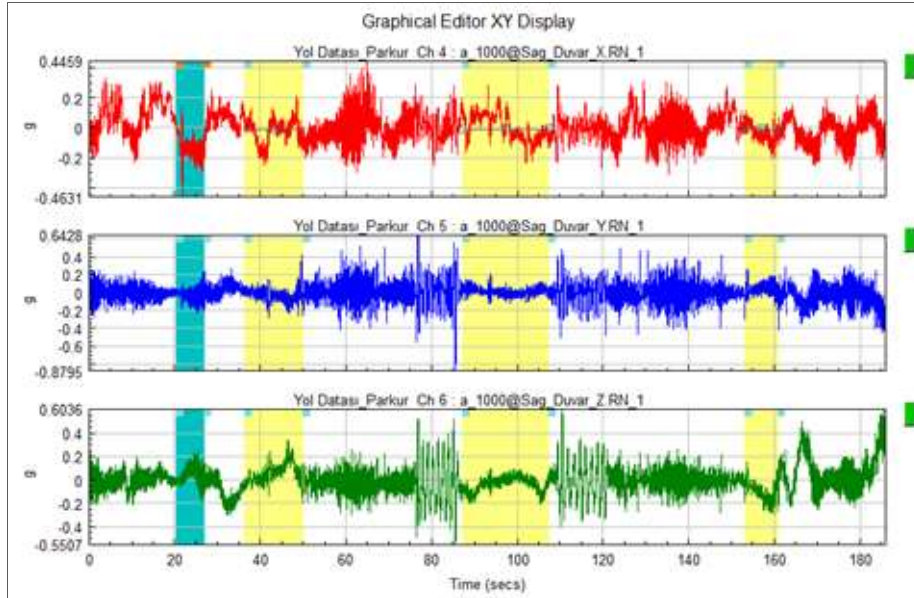 Graphical Editor XY Display
Yol Datası_Parkur Ch 4 : a_1000@Sag_Duvar_X.RN_1
0.4459
0.2
0
-0.2
-0.4631
g
Yol Datası_Parkur Ch 5 : a_1000@Sag_Duvar_Y.RN_1
0.6428
0.4
0.2
0
-0.2
-0.4
-0.6
-0.8795
g
Yol Datası_Parkur Ch 6 : a_1000@Sag_Duvar_Z.RN_1
0.6036
0.4
0.2
0
-0.2
-0.4
-0.5507
g
0 20 40 60 80 100 120 140 160 180
Time (secs)